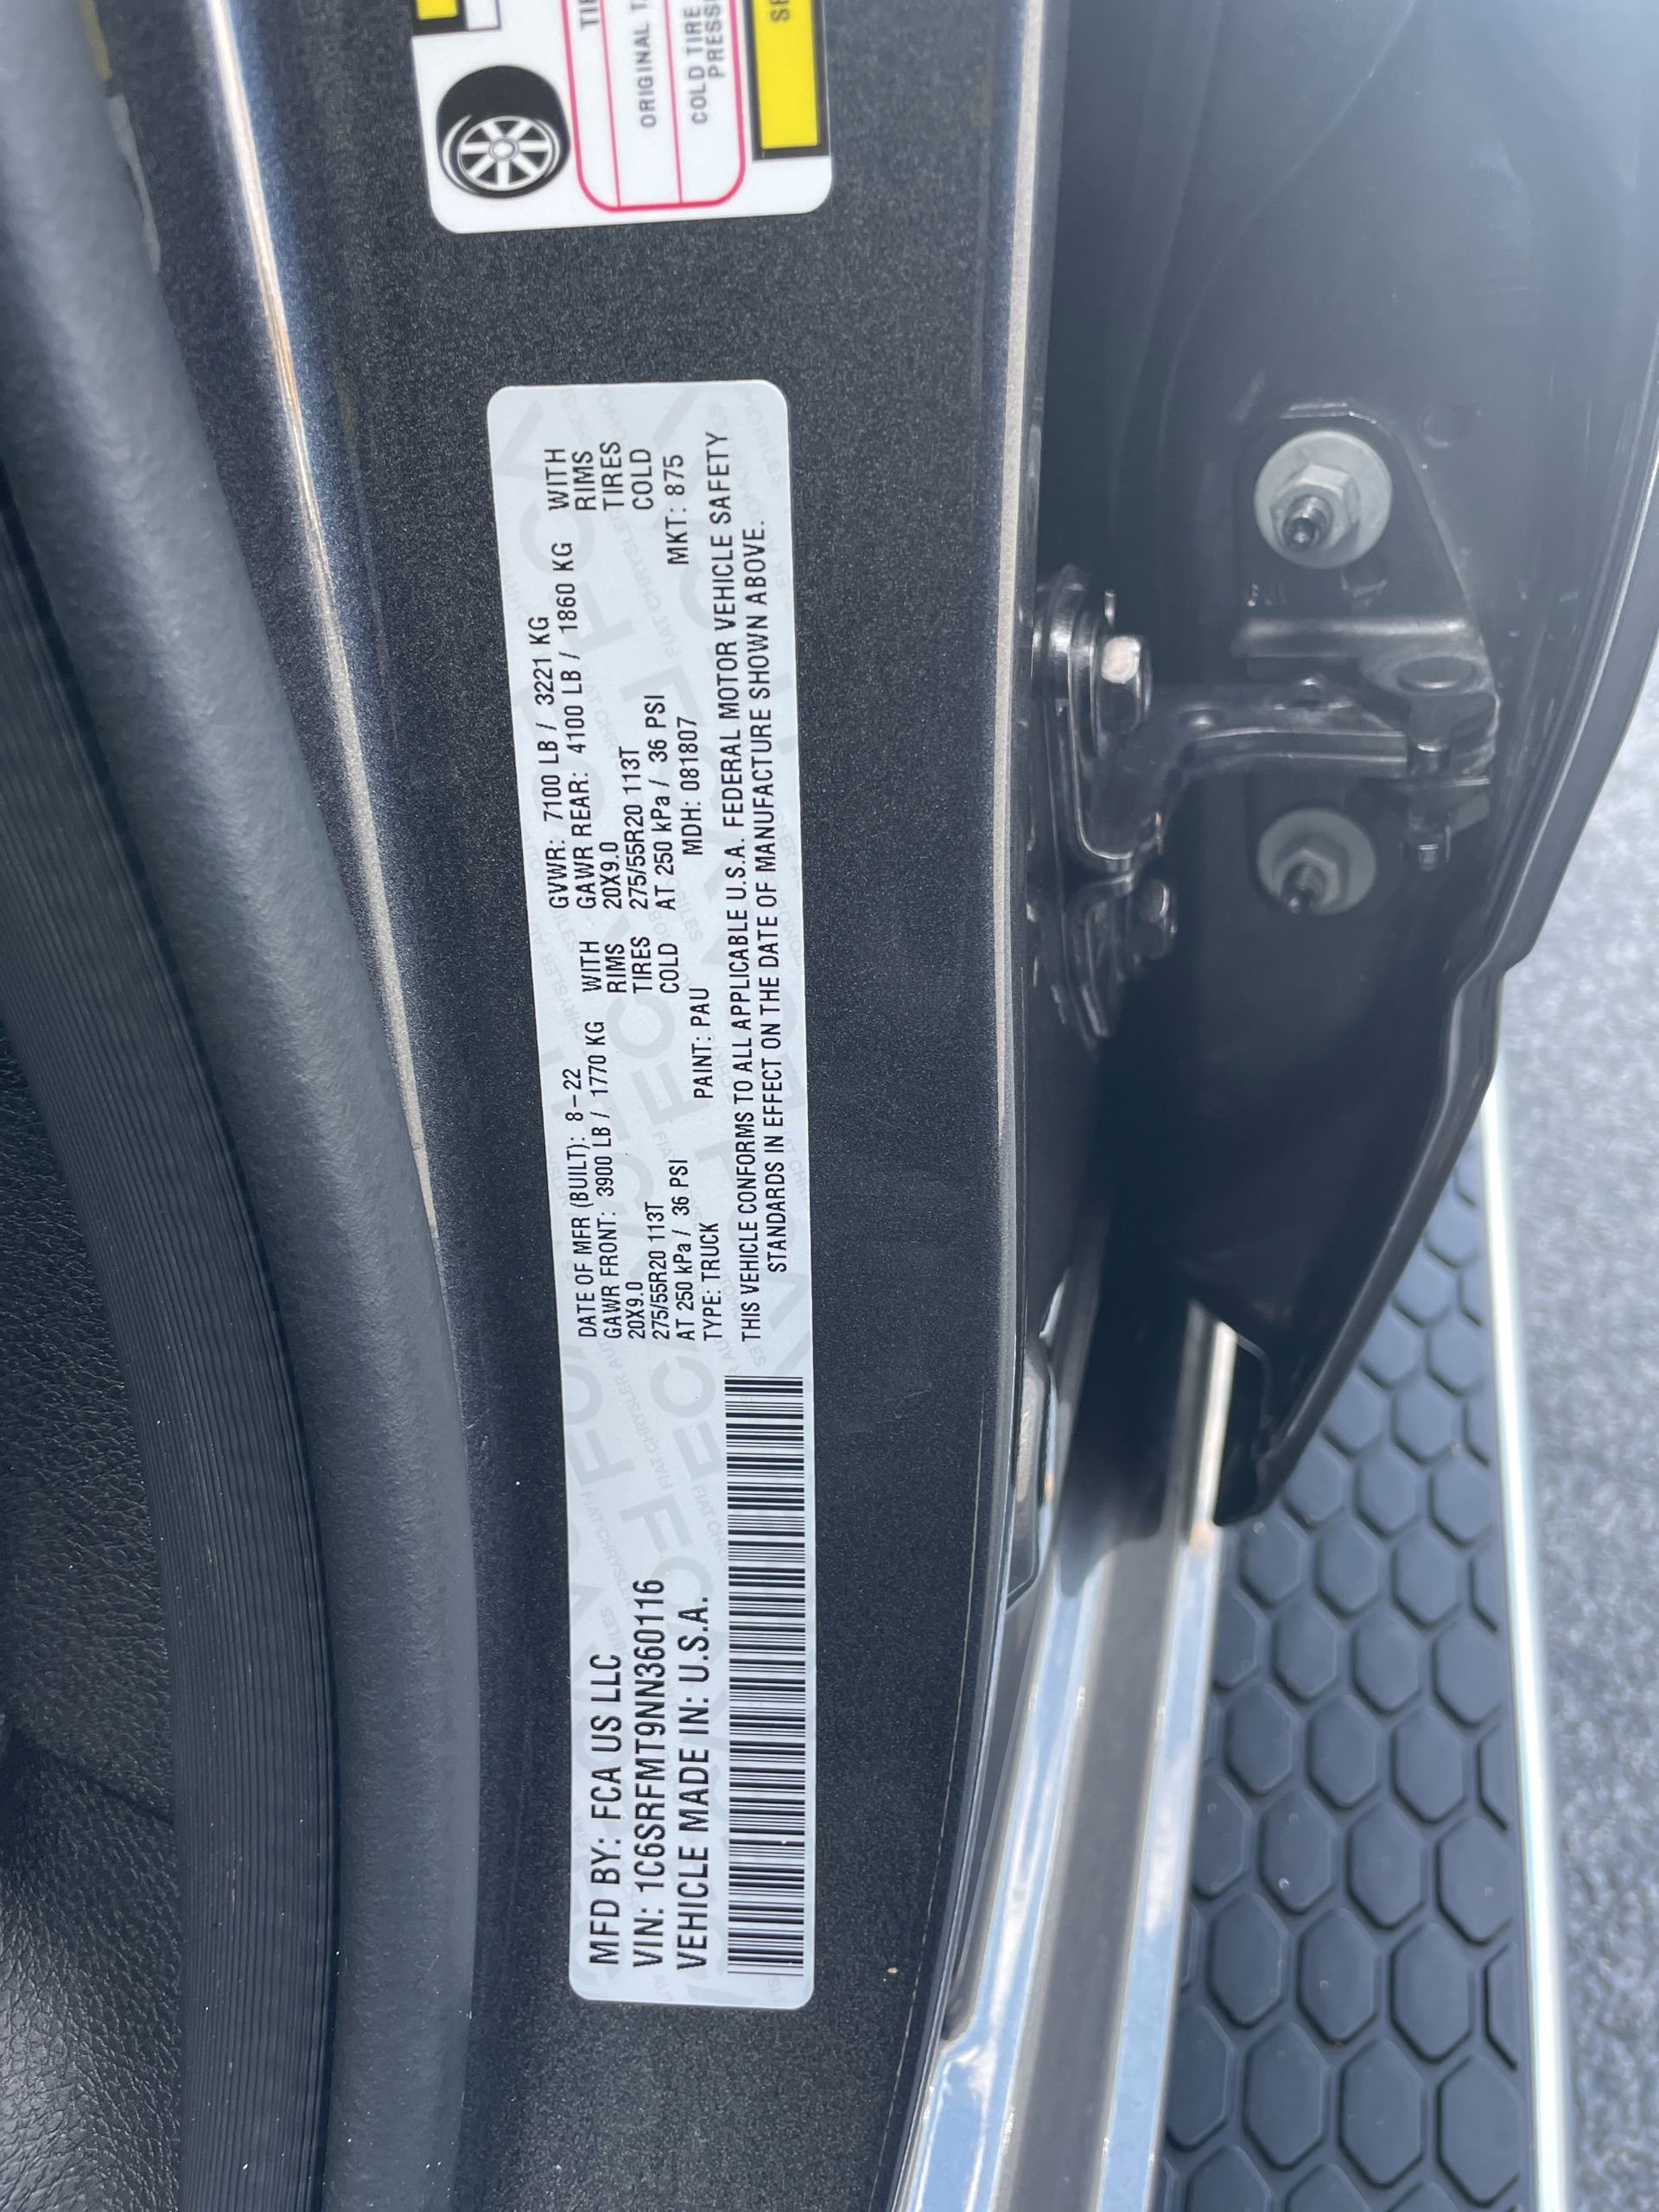 MFD BY: FCA US LLC
VIN: 1C6SRFMT9NN360116
VEHICLE MADE IN: U.S.A.
DATE OF MFR (BUILT): 8-22 GVWR: 7100 LB / 3221 KG
GAWR FRONT: 3900 LB / 1770 KG WITH GAWR REAR: 4100 LB / 1860 KG WITH
20X9.0 RIMS 20X9.0 RIMS
275/55R20 113T TIRES 275/55R20 113T TIRES
AT 250 kPa / 36 PSI COLD AT 250 kPa / 36 PSI COLD
TYPE: TRUCK PAINT: PAU MDH: 081807 MKT: 875
THIS VEHICLE CONFORMS TO ALL APPLICABLE U.S.A. FEDERAL MOTOR VEHICLE SAFETY
STANDARDS IN EFFECT ON THE DATE OF MANUFACTURE SHOWN ABOVE.
ORIGINAL
COLD TIRE